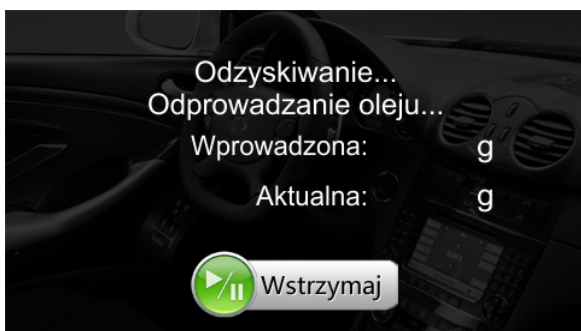 Odzyskiwanie...
Odprowadzanie oleju...
Wprowadzona: g
Aktualna: g
Wstrzymaj